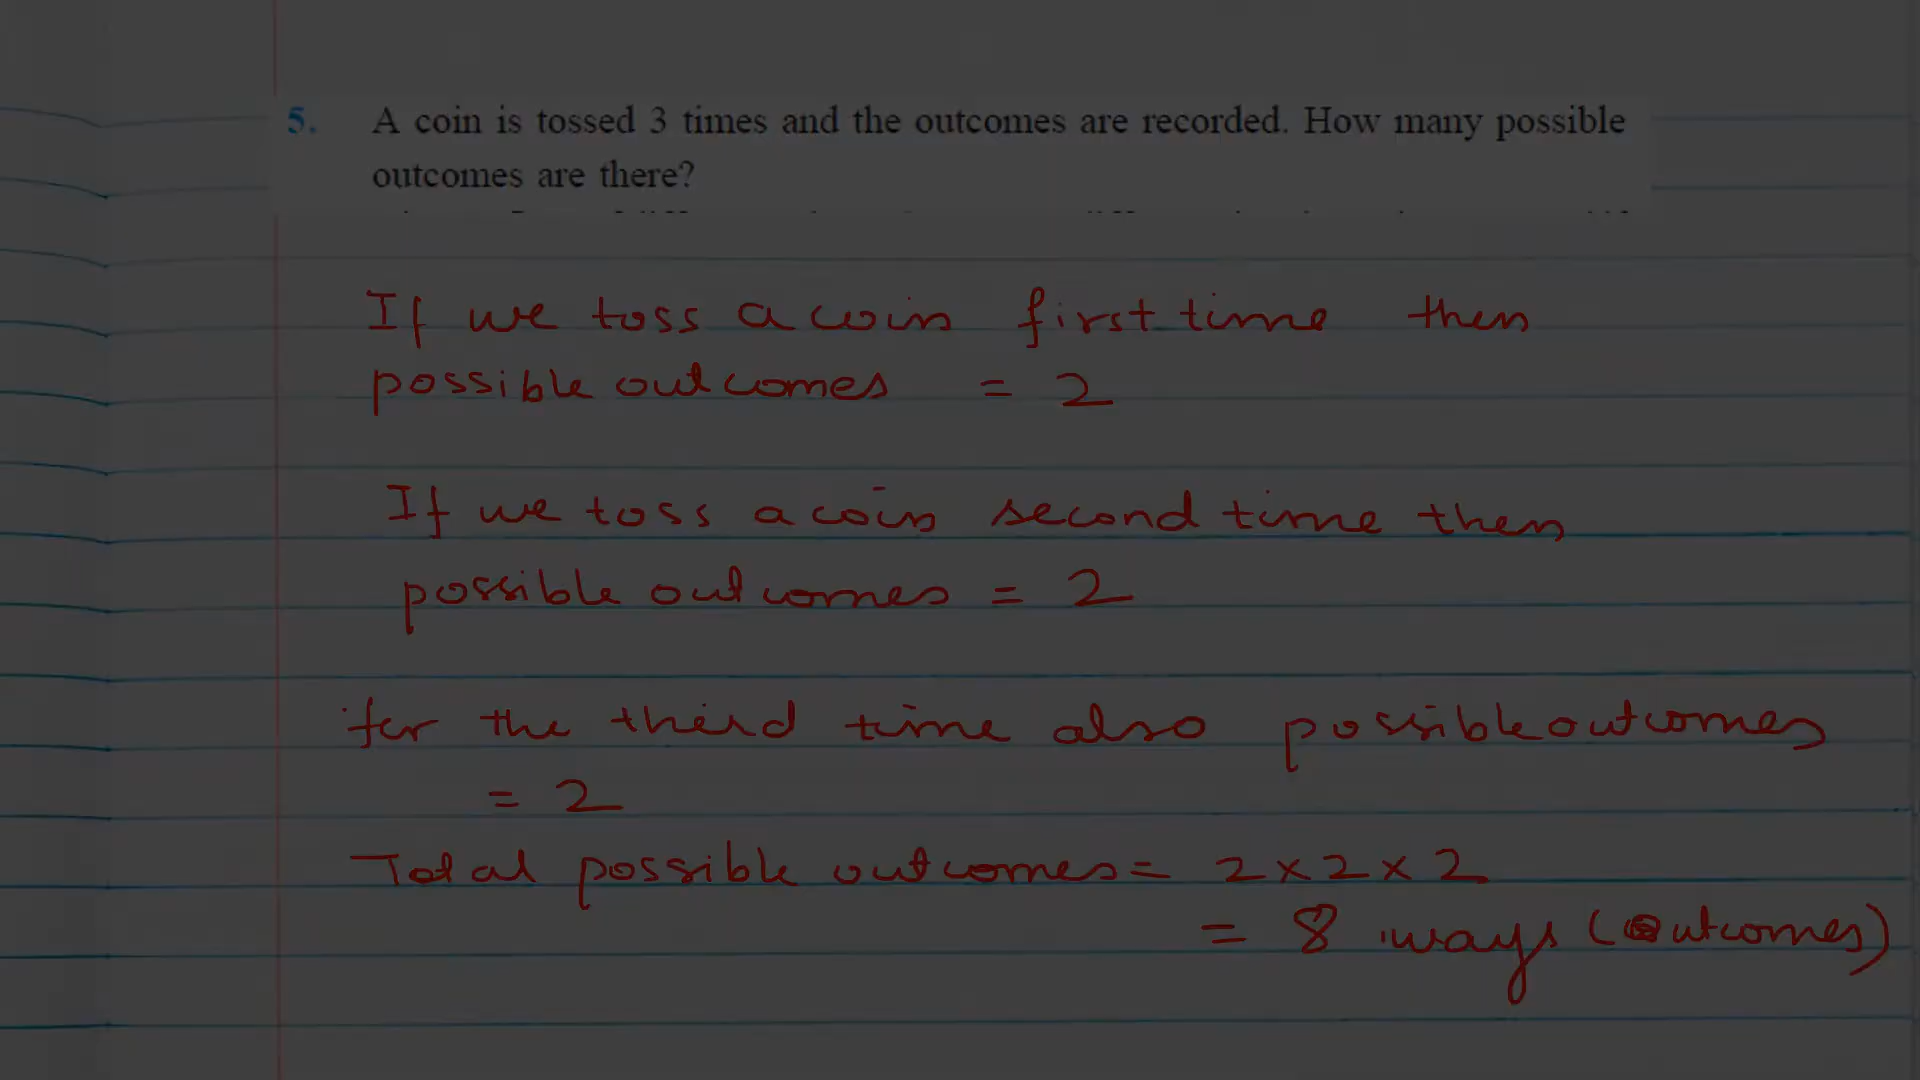 5. A coin is tossed 3 times and the outcomes are recorded. How many possible
outcomes are there?
If we toss a coin first time then
possible outcomes = 2
If we toss a coin second time then
possible outcomes = 2
for the third time also possible outcomes
= 2
Total possible outcomes = 2 × 2 × 2
= 8 ways (outcomes)